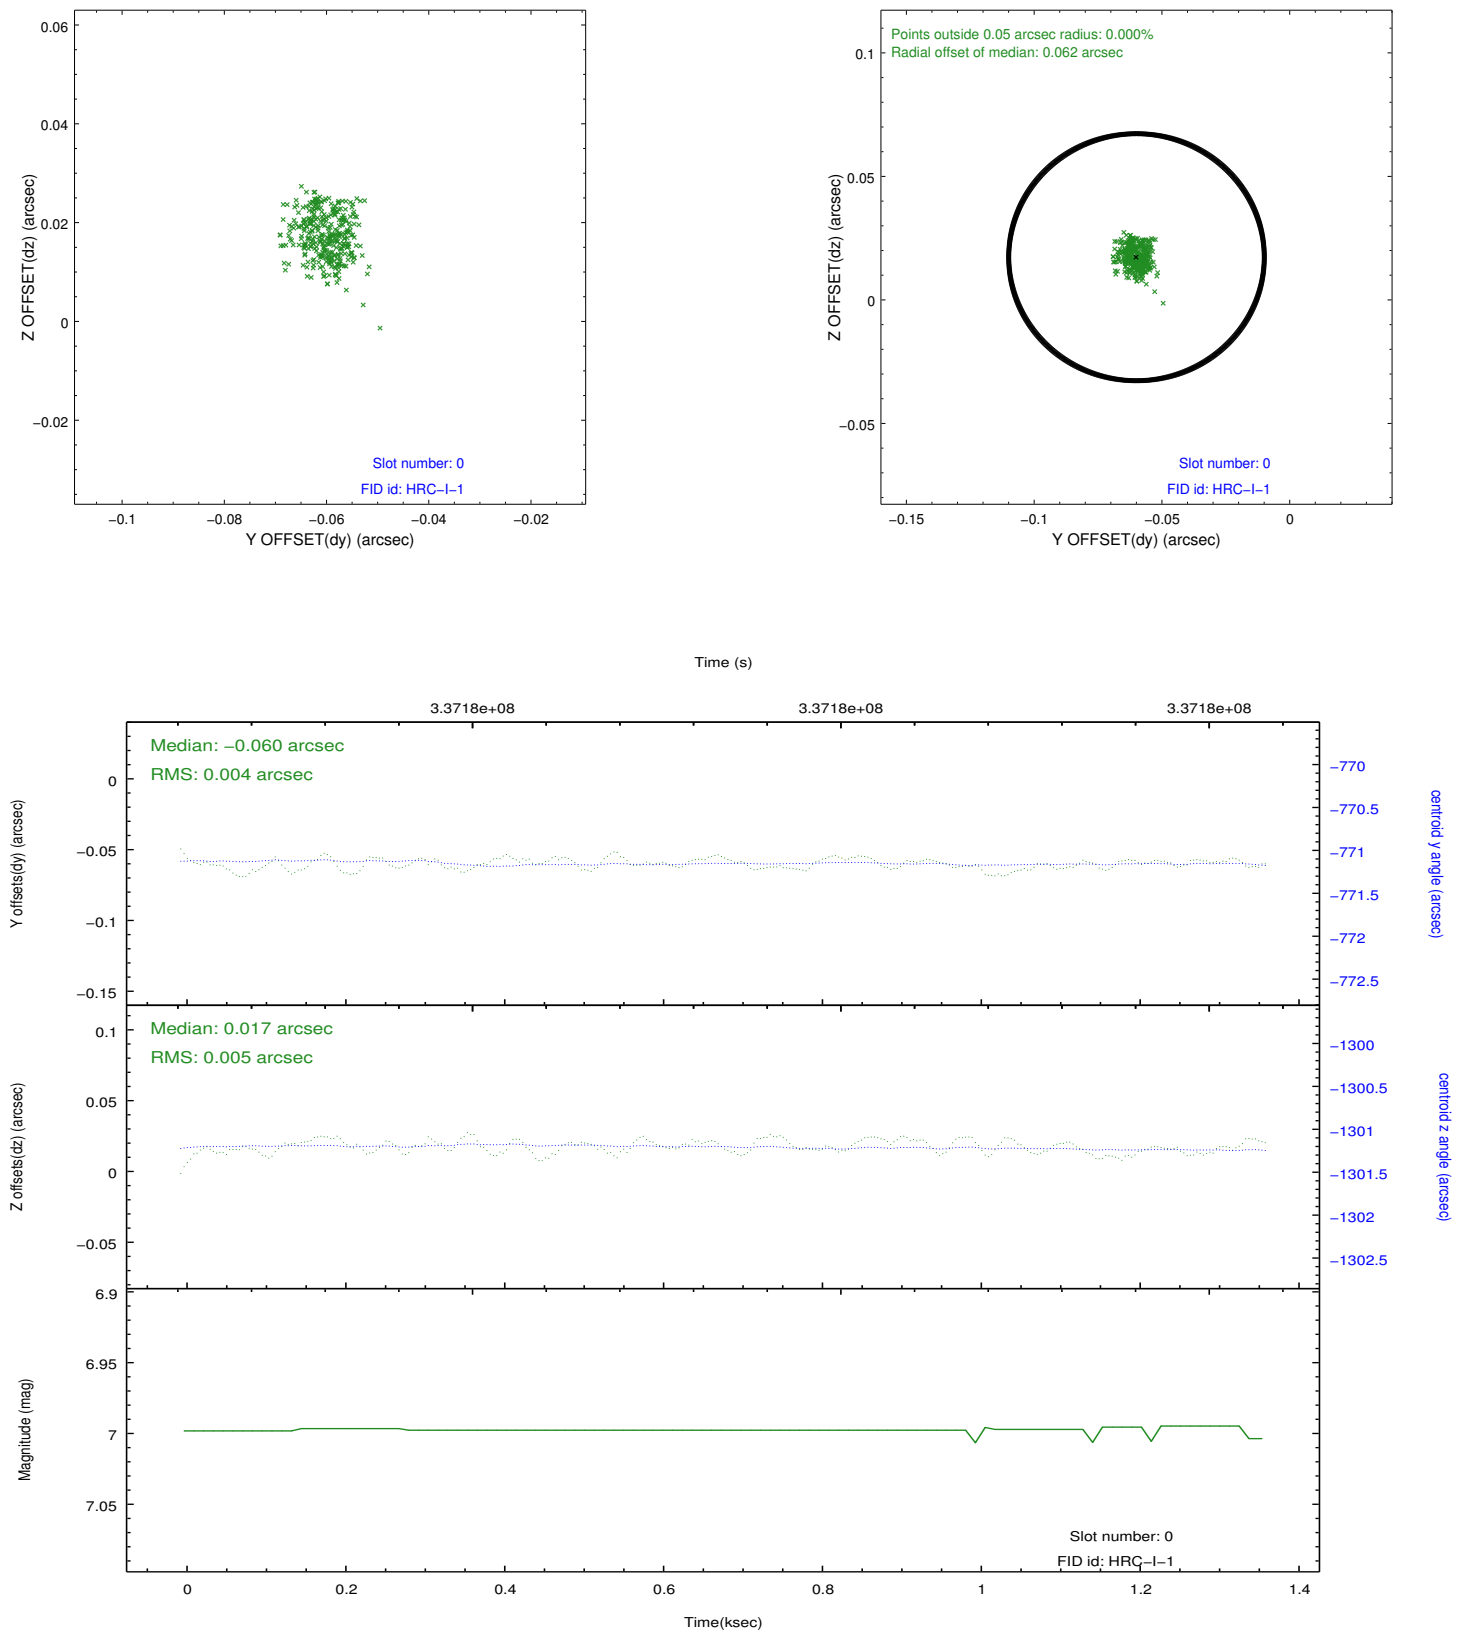 0.06
0.04
0.02
0
−0.02
Z OFFSET(dz) (arcsec)
Slot number: 0
FID id: HRC−I−1
−0.1
−0.08
−0.06
−0.04
−0.02
Y OFFSET(dy) (arcsec)
Points outside 0.05 arcsec radius: 0.000%
Radial offset of median: 0.062 arcsec
0.1
0.05
0
−0.05
Z OFFSET(dz) (arcsec)
Slot number: 0
FID id: HRC−I−1
−0.15
−0.1
−0.05
0
Y OFFSET(dy) (arcsec)
Time (s)
3.3718e+08
3.3718e+08
3.3718e+08
Median: −0.060 arcsec
RMS: 0.004 arcsec
0
−0.05
−0.1
−0.15
Y offsets(dy) (arcsec)
−770
−770.5
−771
−771.5
−772
−772.5
centroid y angle (arcsec)
Median: 0.017 arcsec
RMS: 0.005 arcsec
0.1
0.05
0
−0.05
Z offsets(dz) (arcsec)
−1300
−1300.5
−1301
−1301.5
−1302
−1302.5
centroid z angle (arcsec)
6.9
6.95
7
7.05
Magnitude (mag)
Slot number: 0
FID id: HRC−I−1
0
0.2
0.4
0.6
0.8
1
1.2
1.4
Time(ksec)